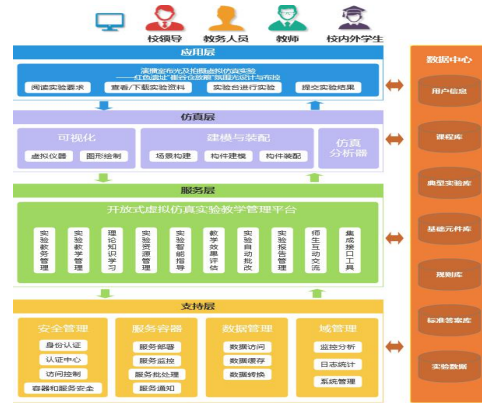 校领导
教务人员
教师
校内外学生
应用层
演播室布光及拍摄虚拟仿真实验
阅读实验要求
查看/下载实验资料
实验台进行实验
提交实验结果
仿真层
可视化
虚拟仪器
图形绘制
建模与装配
场景构建
构件建模
构件装配
仿真
分析器
服务层
开放式虚拟仿真实验教学管理平台
实验教务管理
实验教学管理
理论知识学习
实验资源管理
实验智能指导
教学效果评估
实验自动批改
实验报告管理
师生互动交流
集成接口工具
支持层
安全管理
身份认证
认证中心
访问控制
容器和服务安全
服务容器
服务部署
服务监控
服务批处理
服务通知
数据管理
数据访问
数据缓存
数据转换
域管理
监控分析
日志统计
系统管理
数据中心
用户信息
课程库
典型实验库
基础元件库
规则库
标准答案库
实验数据